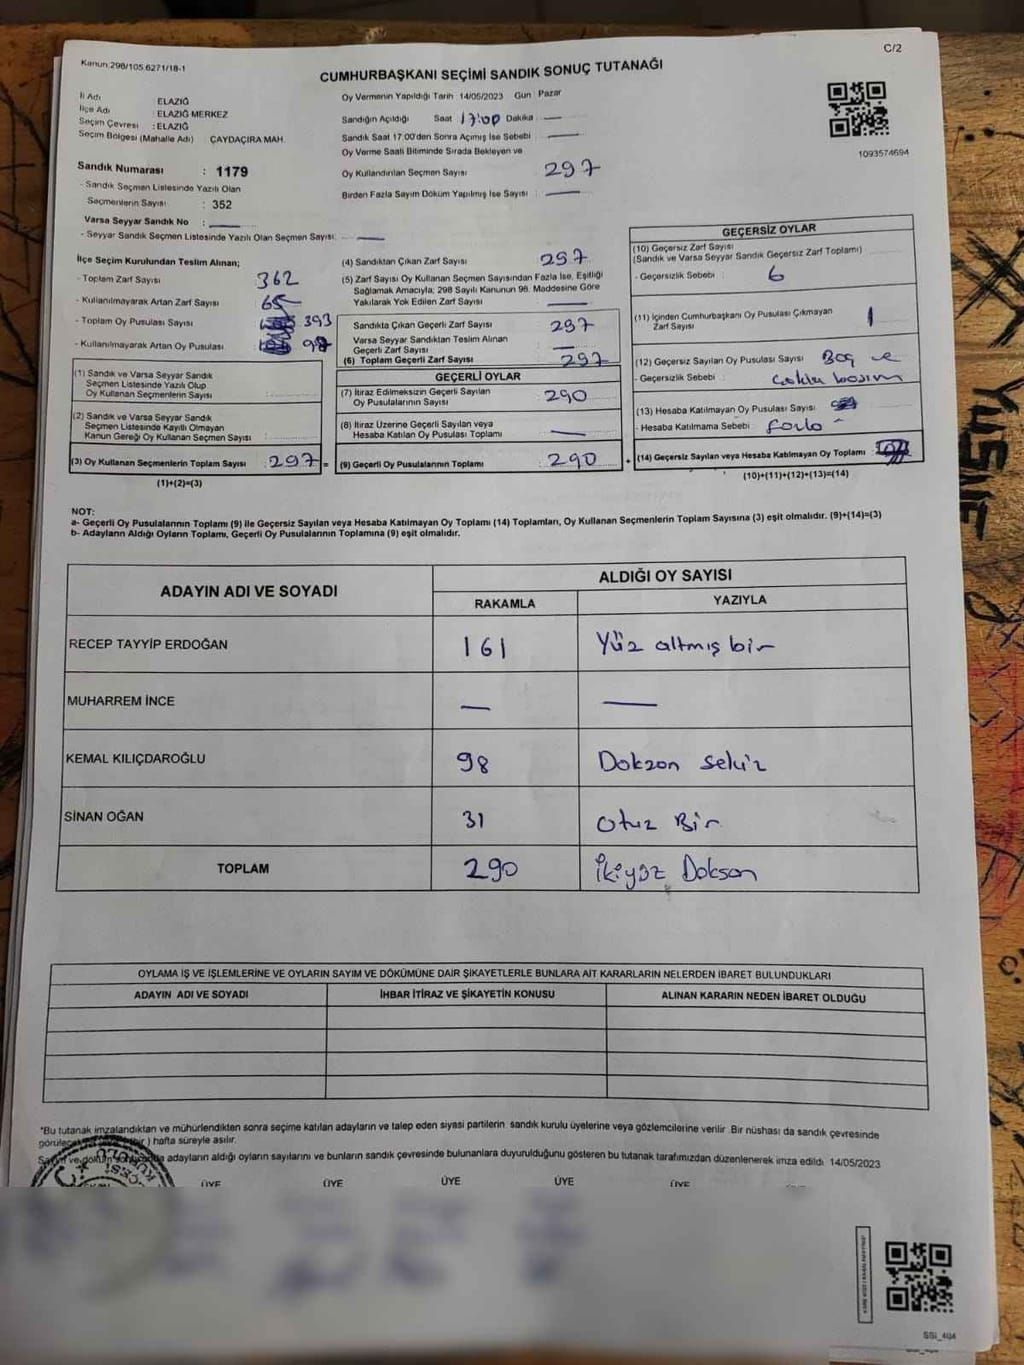 C/2
Kanun:298/105.6271/18-1
CUMHURBAŞKANI SEÇİMİ SANDIK SONUÇ TUTANAĞI
1093574694
İl Adı : ELAZIĞ
İlçe Adı : ELAZIĞ MERKEZ
Seçim Çevresi : ELAZIĞ
Seçim Bölgesi (Mahalle Adı) ÇAYDAÇIRA MAH.
Sandık Numarası : 1179
- Sandık Seçmen Listesinde Yazılı Olan
Seçmenlerin Sayısı : 352
Varsa Seyyar Sandık No : —
- Seyyar Sandık Seçmen Listesinde Yazılı Olan Seçmen Sayısı: —
Oy Vermenin Yapıldığı Tarih 14/05/2023 Gün Pazar
Sandığın Açıldığı Saat 17:00 Dakika —
Sandık Saat 17:00'den Sonra Açımış İse Sebebi —
Oy Verme Saati Bitiminde Sırada Bekleyen ve
Oy Kullandırılan Seçmen Sayısı 297
Birden Fazla Sayım Döküm Yapılmış İse Sayısı : —
İlçe Seçim Kurulundan Teslim Alınan;
- Toplam Zarf Sayısı 362
- Kullanılmayarak Artan Zarf Sayısı 65
- Toplam Oy Pusulası Sayısı 393
- Kullanılmayarak Artan Oy Pusulası
(1) Sandık ve Varsa Seyyar Sandık
Seçmen Listesinde Yazılı Olup
Oy Kullanan Seçmenlerin Sayısı :
(2) Sandık ve Varsa Seyyar Sandık
Seçmen Listesinde Kayıtlı Olmayan
Kanun Gereği Oy Kullanan Seçmen Sayısı :
(3) Oy Kullanan Seçmenlerin Toplam Sayısı : 297 =
(1)+(2)=(3)
(4) Sandıktan Çıkan Zarf Sayısı 297
(5) Zarf Sayısı Oy Kullanan Seçmen Sayısından Fazla İse, Eşitliği
Sağlamak Amacıyla; 298 Sayılı Kanunun 98. Maddesine Göre
Yakılarak Yok Edilen Zarf Sayısı : —
Sandıkta Çıkan Geçerli Zarf Sayısı 297
Varsa Seyyar Sandıktan Teslim Alınan
Geçerli Zarf Sayısı —
(6) Toplam Geçerli Zarf Sayısı : 297
GEÇERLİ OYLAR
(7) İtiraz Edilmeksizin Geçerli Sayılan
Oy Pusulalarının Sayısı : 290
(8) İtiraz Üzerine Geçerli Sayılan veya
Hesaba Katılan Oy Pusulası Toplamı : —
(9) Geçerli Oy Pusulalarının Toplamı : 290 +
GEÇERSİZ OYLAR
(10) Geçersiz Zarf Sayısı
(Sandık ve Varsa Seyyar Sandık Geçersiz Zarf Toplamı)
- Geçersizlik Sebebi : 6
(11) İçinden Cumhurbaşkanı Oy Pusulası Çıkmayan
Zarf Sayısı 1
(12) Geçersiz Sayılan Oy Pusulası Sayısı Boş ve
- Geçersizlik Sebebi :
(13) Hesaba Katılmayan Oy Pusulası Sayısı :
- Hesaba Katılmama Sebebi :
(14) Geçersiz Sayılan veya Hesaba Katılmayan Oy Toplamı :
(10)+(11)+(12)+(13)=(14)
NOT:
a- Geçerli Oy Pusulalarının Toplamı (9) ile Geçersiz Sayılan veya Hesaba Katılmayan Oy Toplamı (14) Toplamları, Oy Kullanan Seçmenlerin Toplam Sayısına (3) eşit olmalıdır. (9)+(14)=(3)
b- Adayların Aldığı Oyların Toplamı, Geçerli Oy Pusulalarının Toplamına (9) eşit olmalıdır.
ADAYIN ADI VE SOYADI ALDIĞI OY SAYISI
RAKAMLA YAZIYLA
RECEP TAYYİP ERDOĞAN 161 Yüz altmış bir
MUHARREM İNCE — —
KEMAL KILIÇDAROĞLU 98 Dokzan sekiz
SİNAN OĞAN 31 Otuz Bir
TOPLAM 290 İkiyüz Doksan
OYLAMA İŞ VE İŞLEMLERİNE VE OYLARIN SAYIM VE DÖKÜMÜNE DAİR ŞİKAYETLERLE BUNLARA AİT KARARLARIN NELERDEN İBARET BULUNDUKLARI
ADAYIN ADI VE SOYADI İHBAR İTİRAZ VE ŞİKAYETİN KONUSU ALINAN KARARIN NEDEN İBARET OLDUĞU
*Bu tutanak imzalandıktan ve mühürlendikten sonra seçime katılan adayların ve talep eden siyasi partilerin sandık kurulu üyelerine veya gözlemcilerine verilir. Bir nüshası da sandık çevresinde
hafta süreyle asılır.
adayların aldığı oyların sayılarını ve bunların sandık çevresinde bulunanlara duyurulduğunu gösteren bu tutanak tarafımızdan düzenlenerek imza edildi. 14/05/2023
ÜYE ÜYE ÜYE ÜYE ÜYE
YUSUF